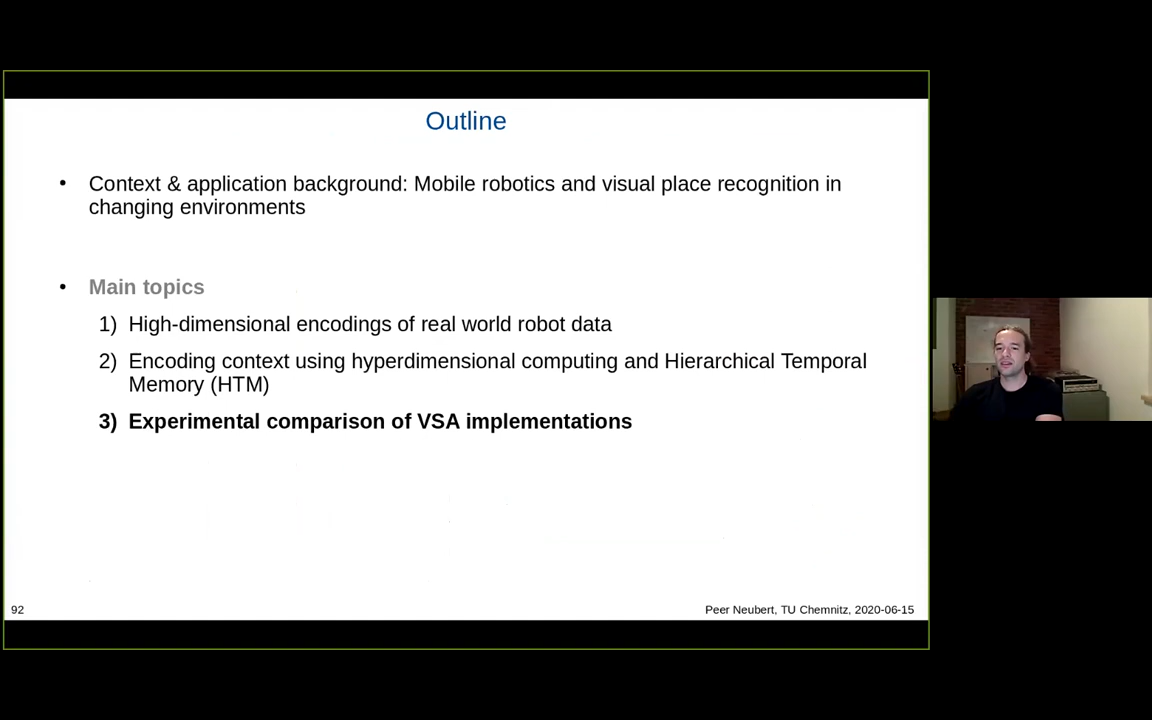 Outline
• Context & application background: Mobile robotics and visual place recognition in
changing environments
• Main topics
1) High-dimensional encodings of real world robot data
2) Encoding context using hyperdimensional computing and Hierarchical Temporal
Memory (HTM)
3) Experimental comparison of VSA implementations
92
Peer Neubert, TU Chemnitz, 2020-06-15